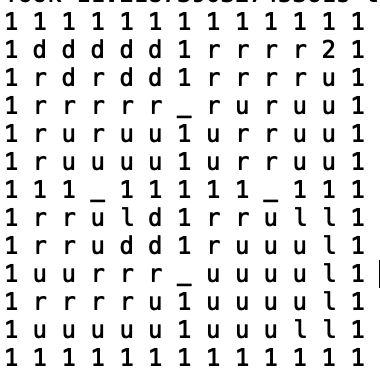 1 1 1 1 1 1 1 1 1 1 1 1 1
1 d d d d d 1 r r r r 2 1
1 r d r d d 1 r r r r u 1
1 r r r r r _ r u r u u 1
1 r u r u u 1 u r r u u 1
1 r u u u u 1 u r r u u 1
1 1 1 _ 1 1 1 1 1 _ 1 1 1
1 r r u l d 1 r r u l l 1
1 r r u d d 1 r u u u l 1
1 u u r r r _ u u u u l 1
1 r r r r u 1 u u u u l 1
1 u u u u u 1 u u u l l 1
1 1 1 1 1 1 1 1 1 1 1 1 1